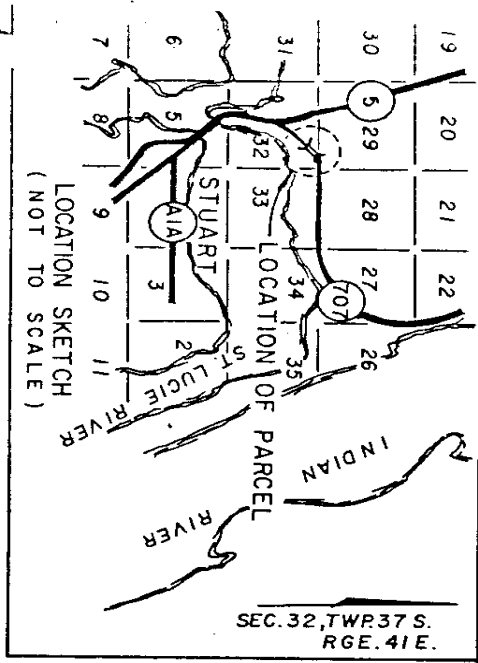 19
20
21
22
30
29
28
27
26
5
707
31
32
33
34
35
LOCATION OF PARCEL
6
5
STUART
A1A
3
2
7
8
9
10
11
ST. LUCIE RIVER
INDIAN
RIVER
LOCATION SKETCH
(NOT TO SCALE)
SEC. 32, TWP. 37 S.
RGE. 41 E.